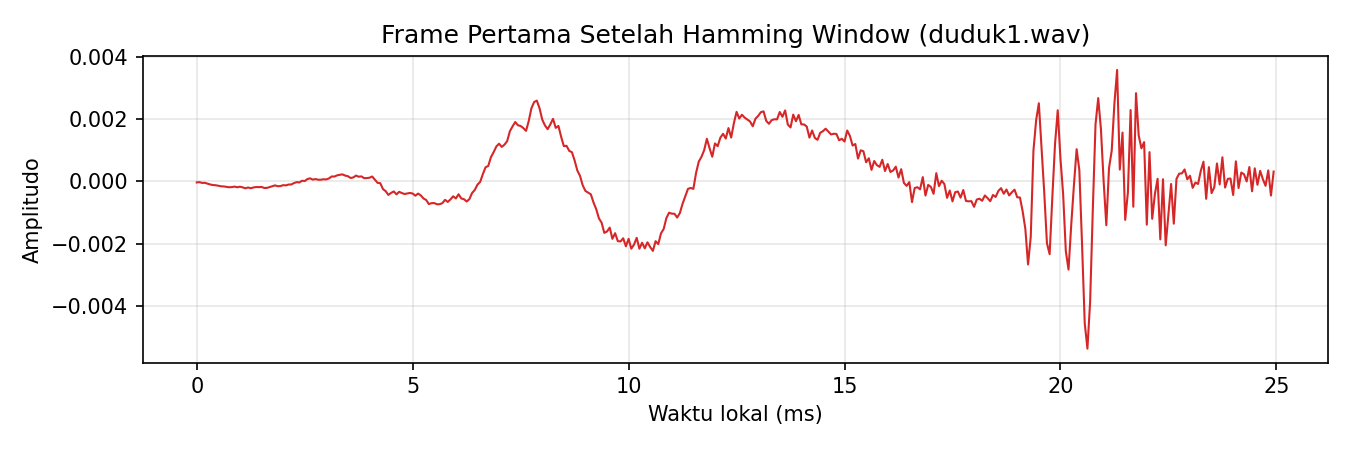 Frame Pertama Setelah Hamming Window (duduk1.wav)
Amplitudo
0.004
0.002
0.000
−0.002
−0.004
0 5 10 15 20 25
Waktu lokal (ms)